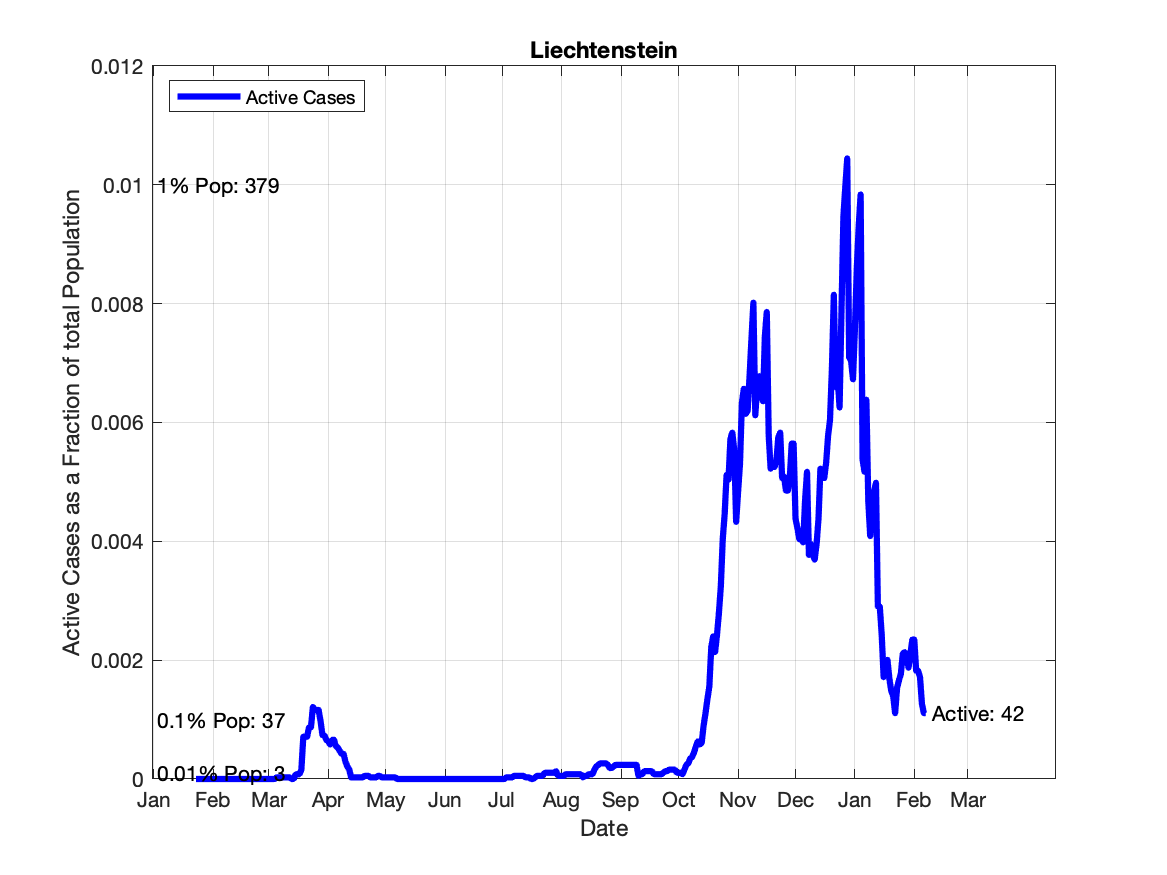 Liechtenstein
Active Cases
0.012
0.01
0.008
0.006
0.004
0.002
0
1% Pop: 379
0.1% Pop: 37
0.01% Pop: 3
Active: 42
Active Cases as a Fraction of total Population
Jan Feb Mar Apr May Jun Jul Aug Sep Oct Nov Dec Jan Feb Mar
Date